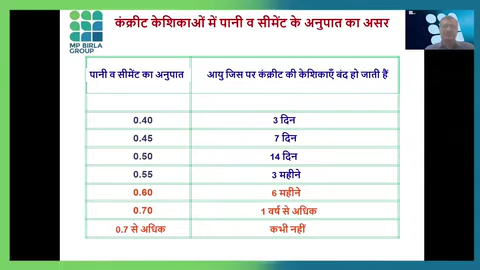 MP BIRLA
GROUP
कंक्रीट केशिकाओं में पानी व सीमेंट के अनुपात का असर
पानी व सीमेंट का अनुपात आयु जिस पर कंक्रीट की केशिकाएँ बंद हो जाती हैं
0.40 3 दिन
0.45 7 दिन
0.50 14 दिन
0.55 3 महीने
0.60 6 महीने
0.70 1 वर्ष से अधिक
0.7 से अधिक कभी नहीं